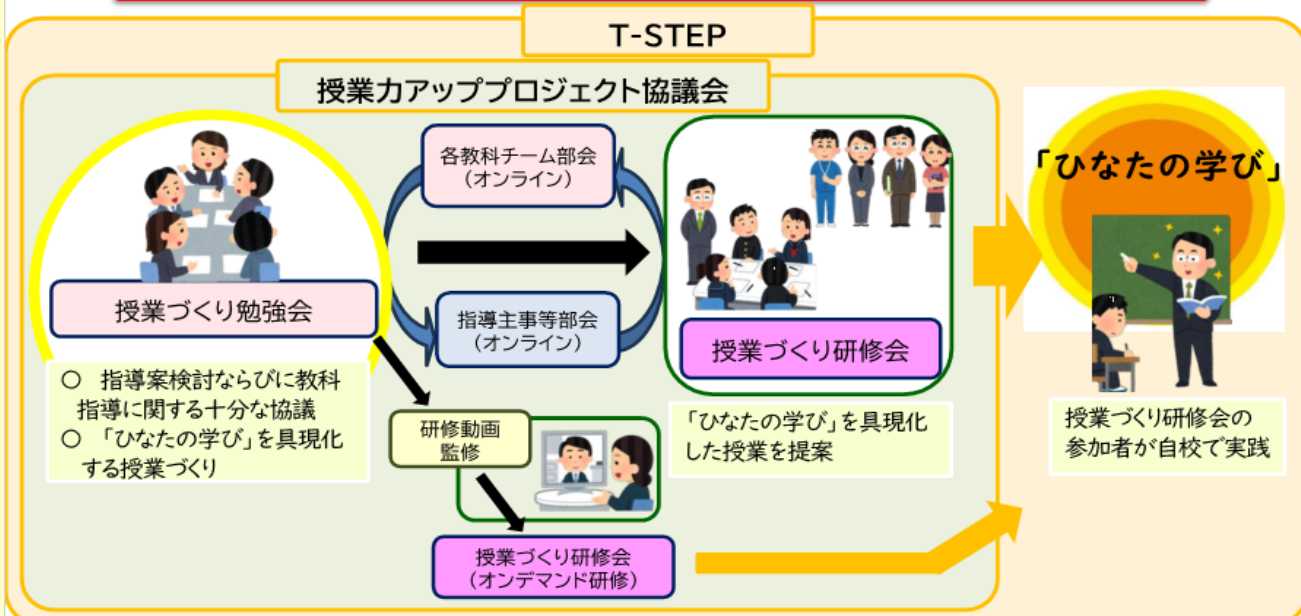 T-STEP
授業力アッププロジェクト協議会
各教科チーム部会
(オンライン)
「ひなたの学び」
授業づくり勉強会
指導主事等部会
(オンライン)
授業づくり研修会
○ 指導案検討ならびに教科
指導に関する十分な協議
○ 「ひなたの学び」を具現化
する授業づくり
研修動画
監修
「ひなたの学び」を具現化
した授業を提案
授業づくり研修会の
参加者が自校で実践
授業づくり研修会
(オンデマンド研修)